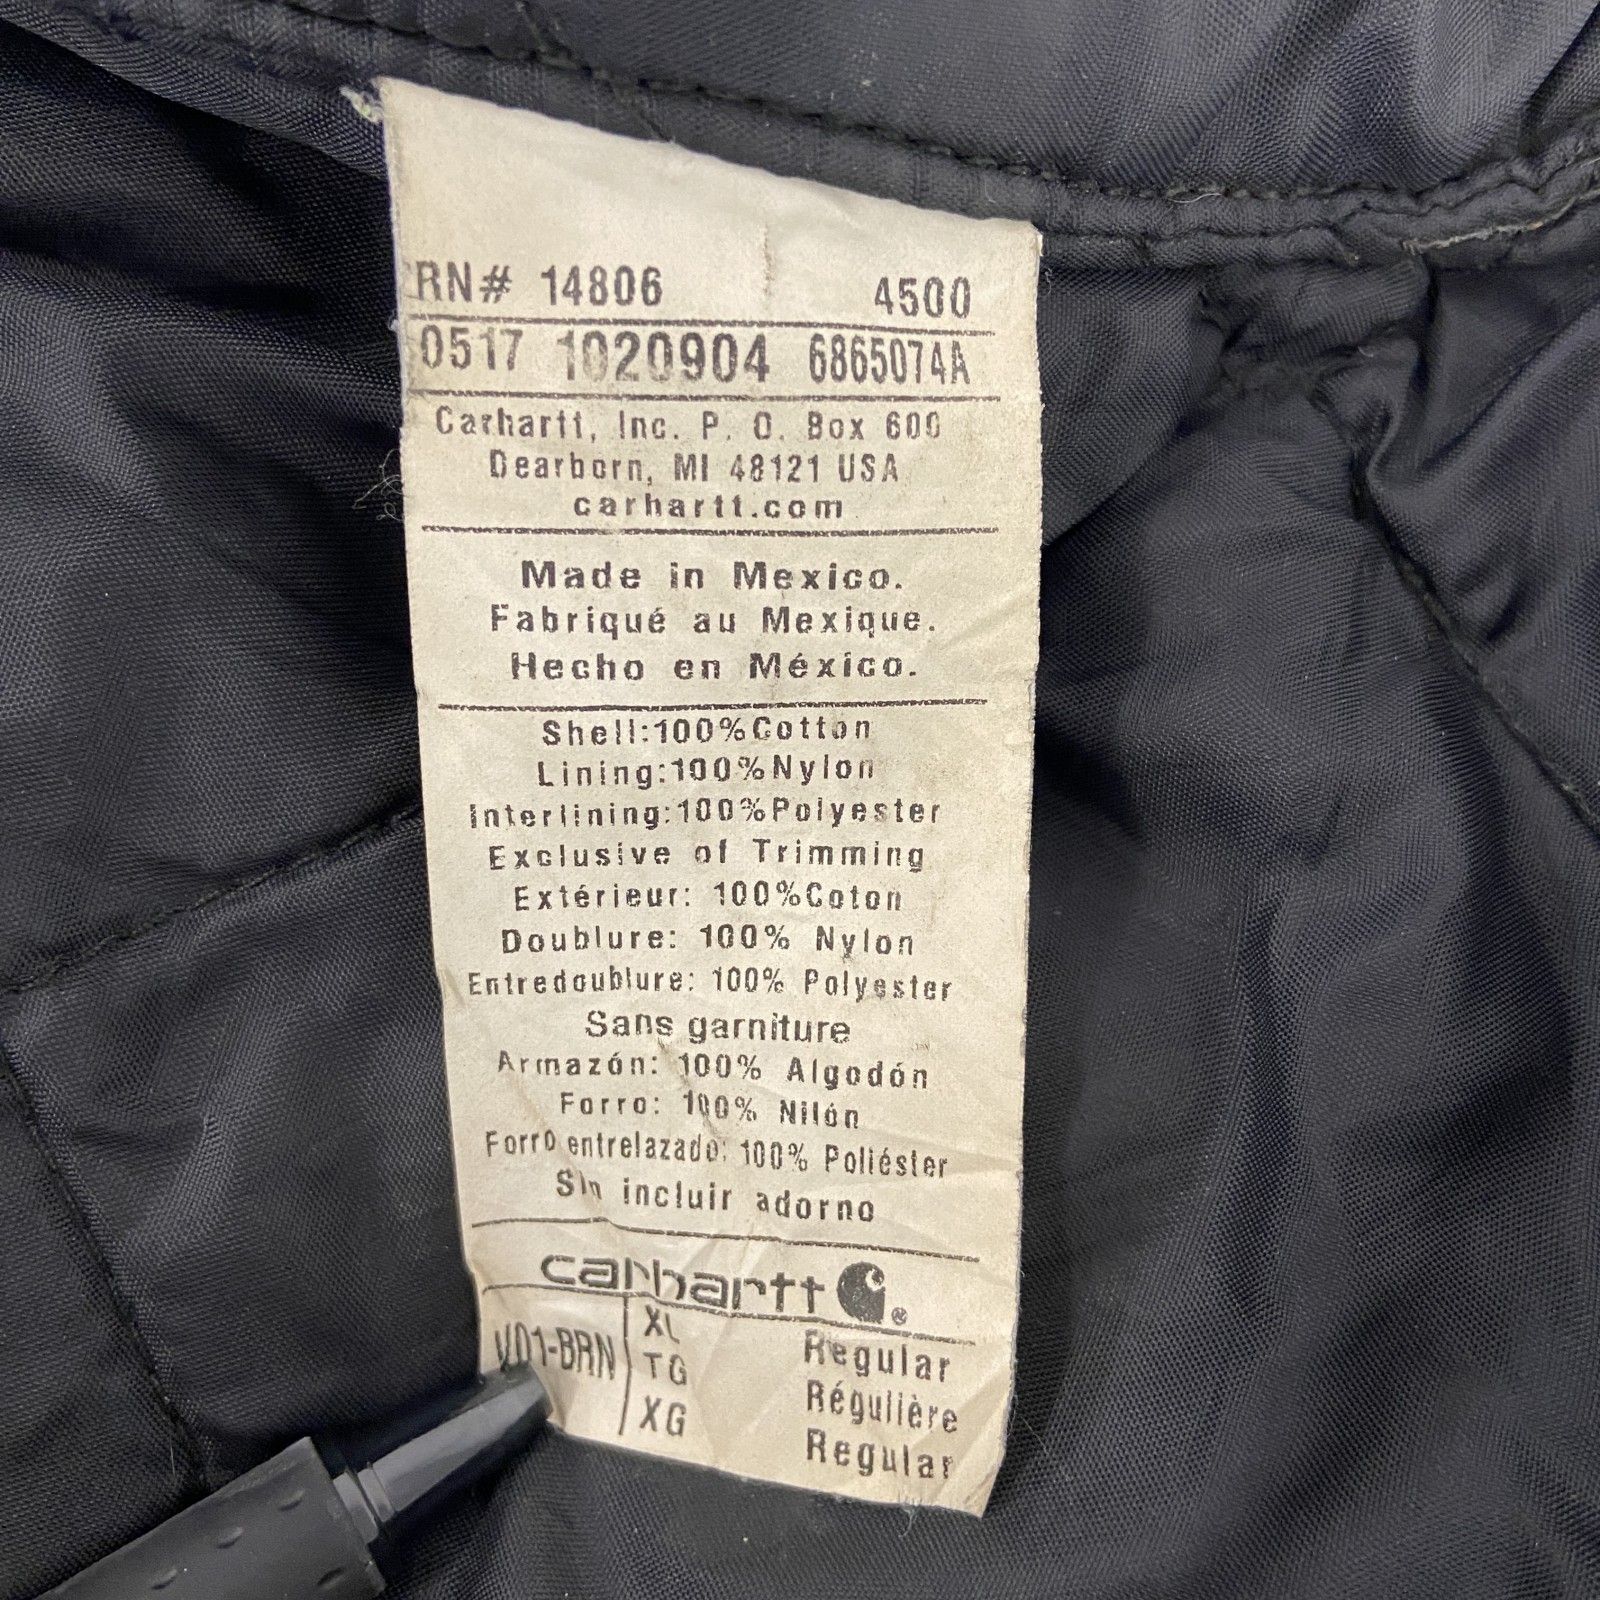 RN# 14806 4500
0517 1020904 6865074A
Carhartt, Inc. P. O. Box 600
Dearborn, MI 48121 USA
carhartt.com
Made in Mexico.
Fabriqué au Mexique.
Hecho en México.
Shell:100%Cotton
Lining:100%Nylon
Interlining:100%Polyester
Exclusive of Trimming
Extérieur: 100%Coton
Doublure: 100% Nylon
Entredoublure: 100% Polyester
Sans garniture
Armazón: 100% Algodón
Forro: 100% Nilón
Forro entrelazado: 100% Poliéster
Sin incluir adorno
carhartt ®
V01-BRN XL Regular
TG Régulière
XG Regular